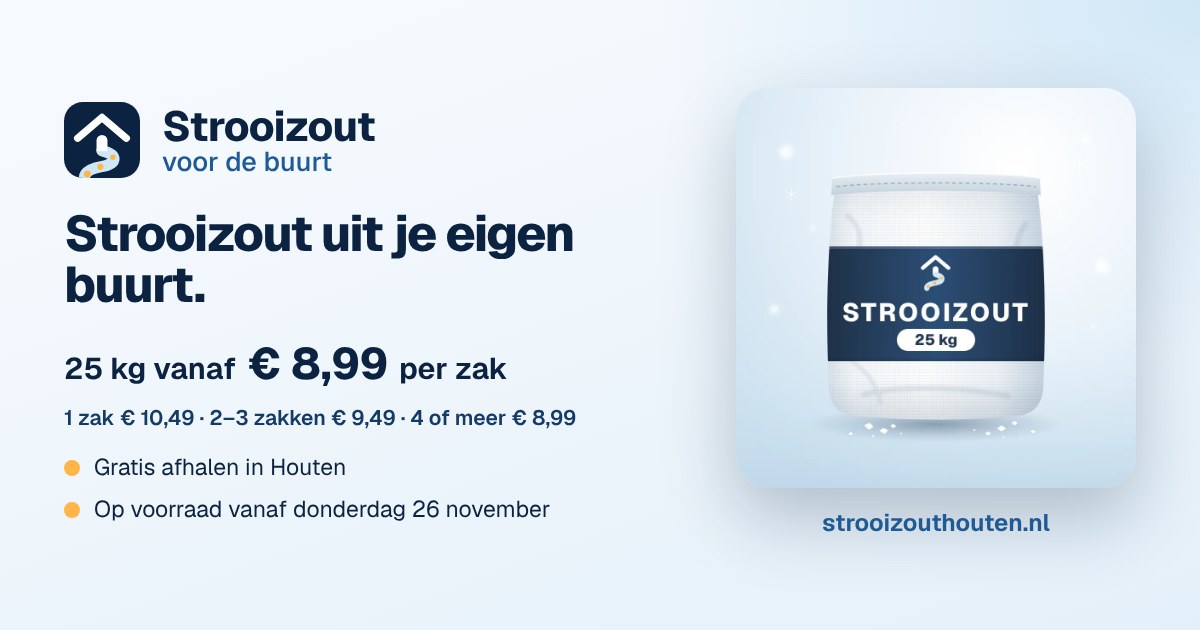 Strooizout
voor de buurt
Strooizout uit je eigen
buurt.
25 kg vanaf € 8,99 per zak
1 zak € 10,49 · 2–3 zakken € 9,49 · 4 of meer € 8,99
Gratis afhalen in Houten
Op voorraad vanaf donderdag 26 november
STROOIZOUT
25 kg
strooizouthouten.nl